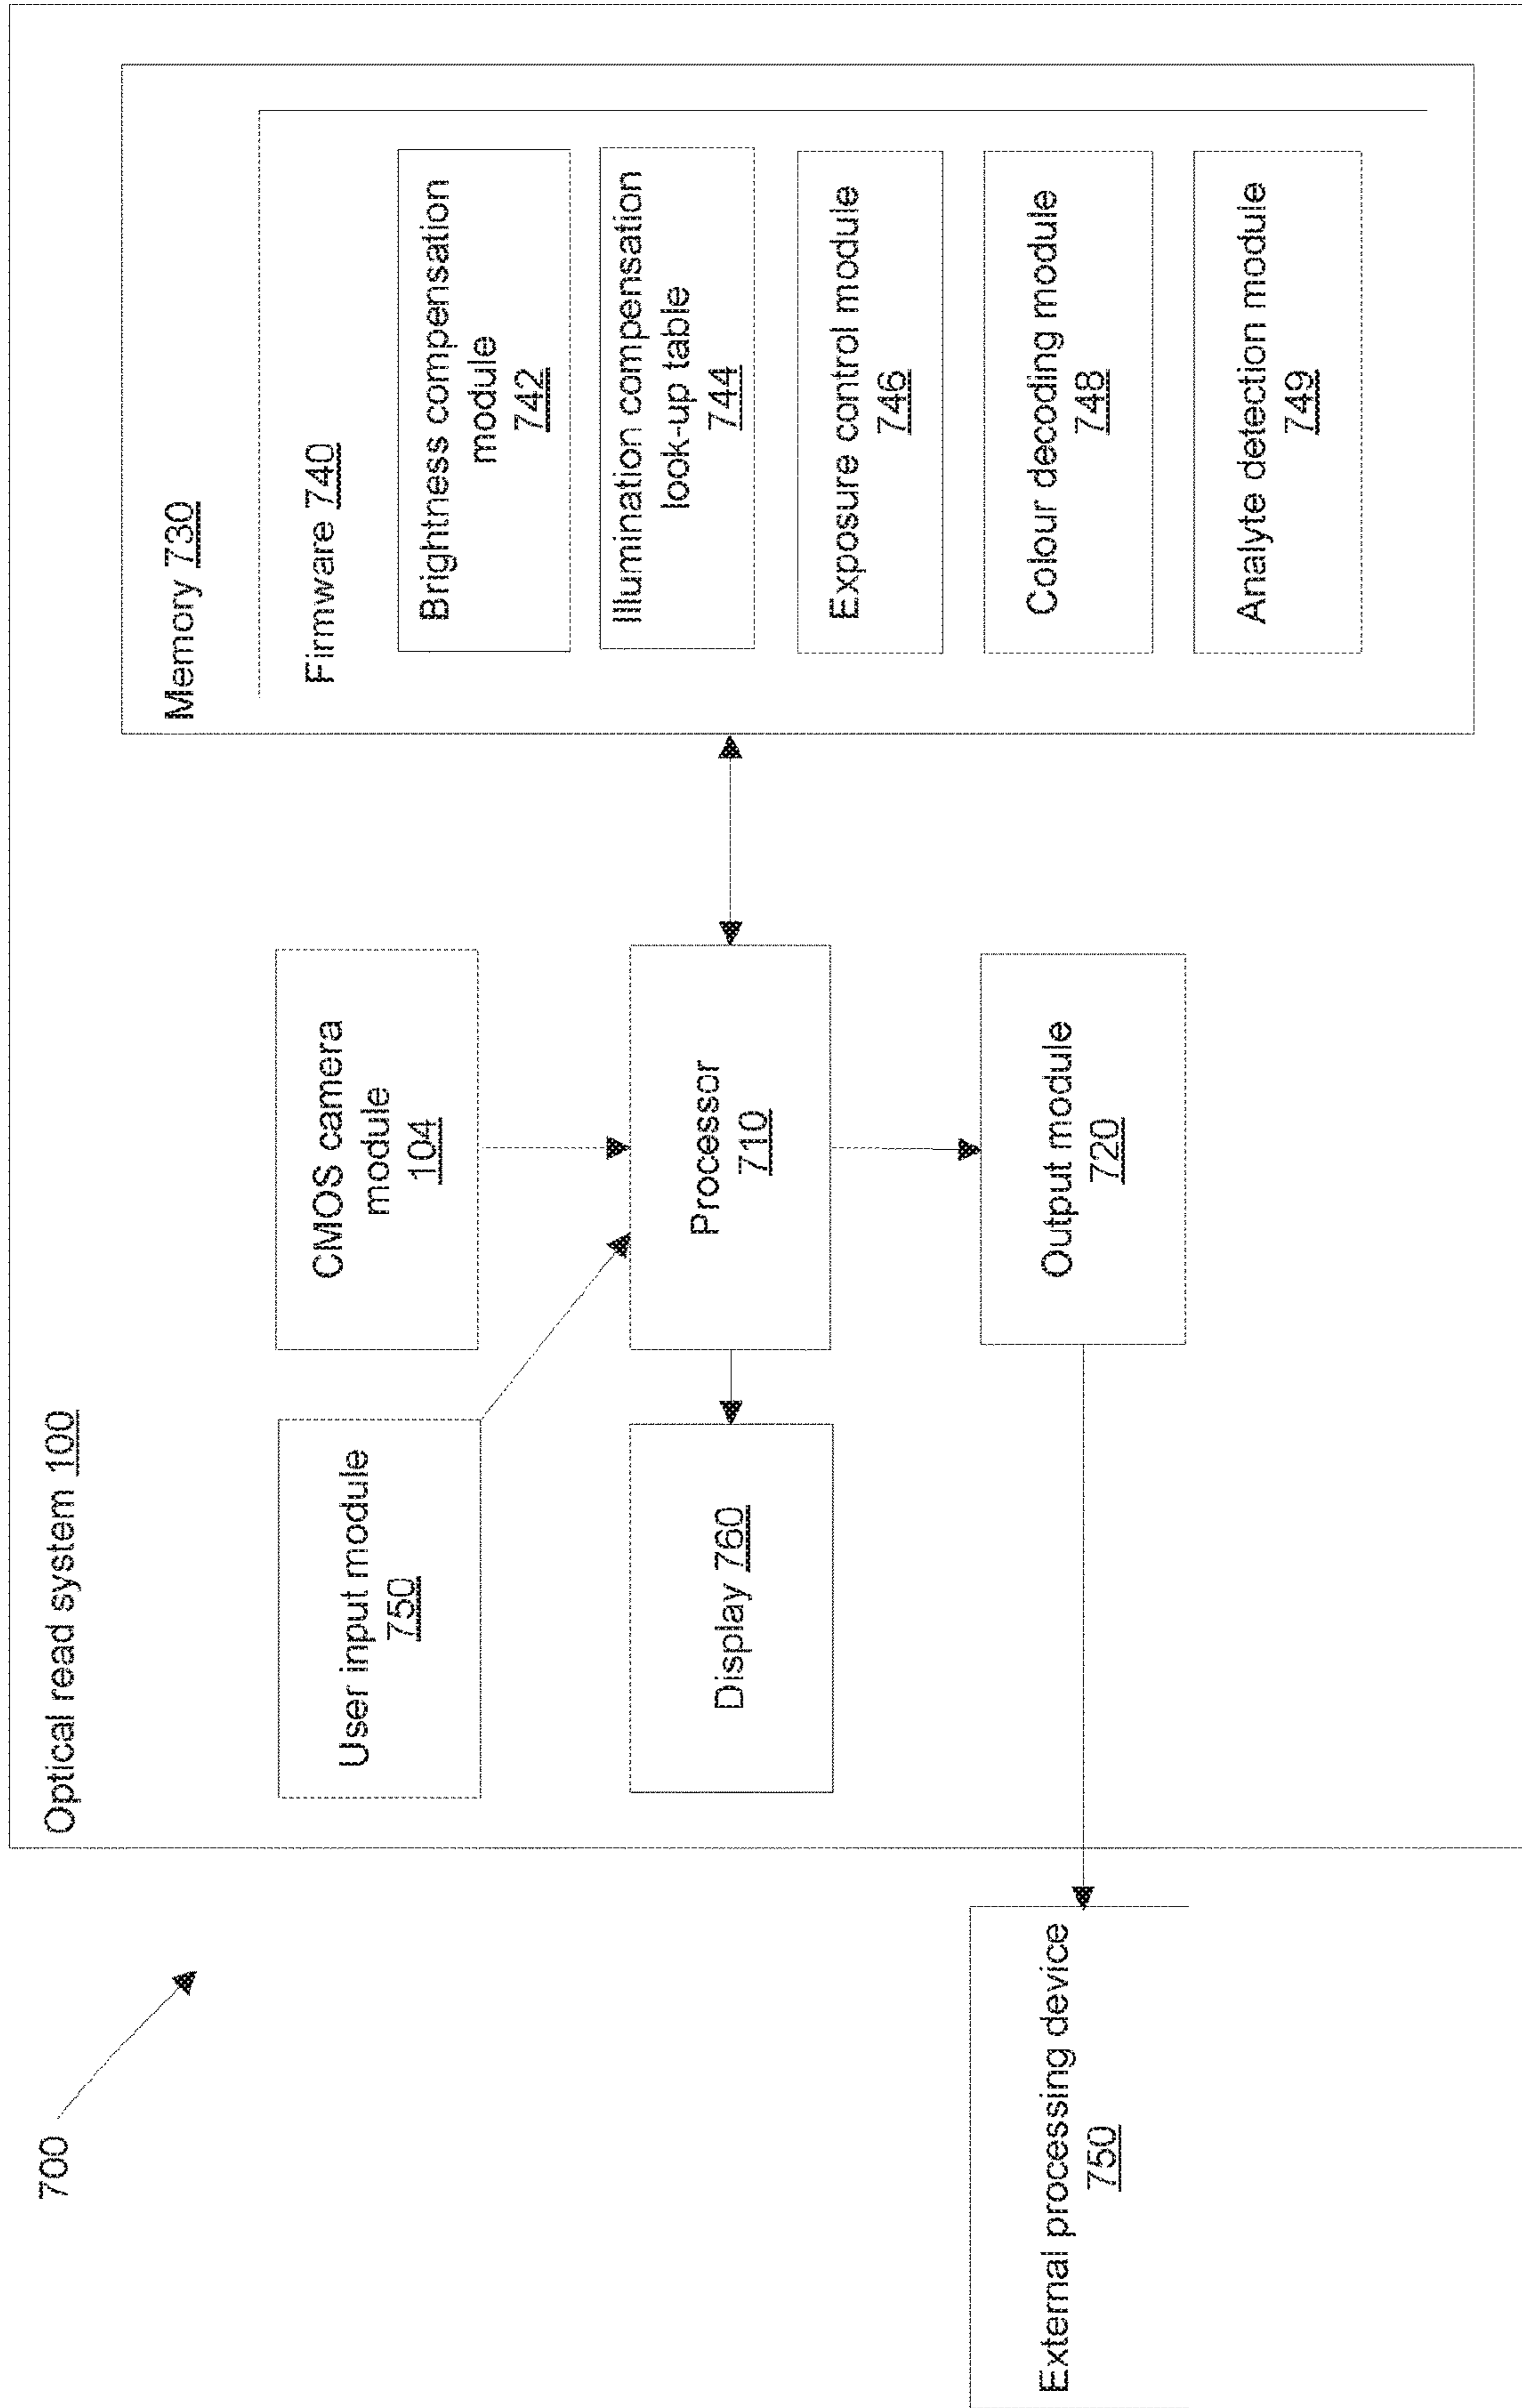 700
Optical read system 100
External processing device
750
User input module
750
Display 760
CMOS camera
module
104
Processor
710
Output module
720
Memory 730
Firmware 740
Brightness compensation
module
742
Illumination compensation
look-up table
744
Exposure control module
746
Colour decoding module
748
Analyte detection module
749